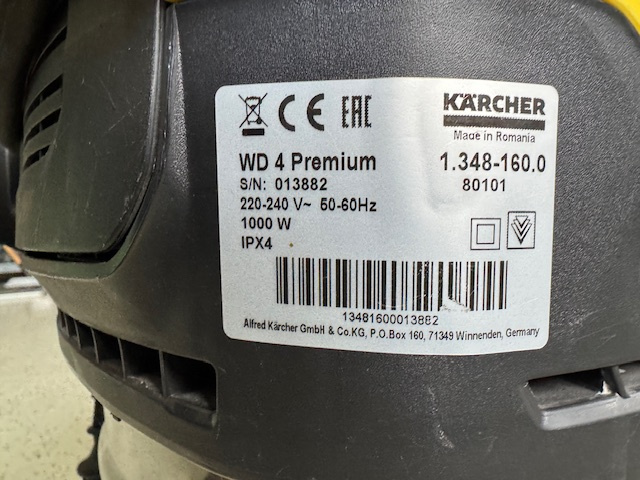 CE EAC KÄRCHER
Made in Romania
WD 4 Premium 1.348-160.0
S/N: 013882 80101
220-240 V~ 50-60Hz
1000 W
IPX4
13481600013882
Alfred Kärcher GmbH & Co.KG, P.O.Box 160, 71349 Winnenden, Germany